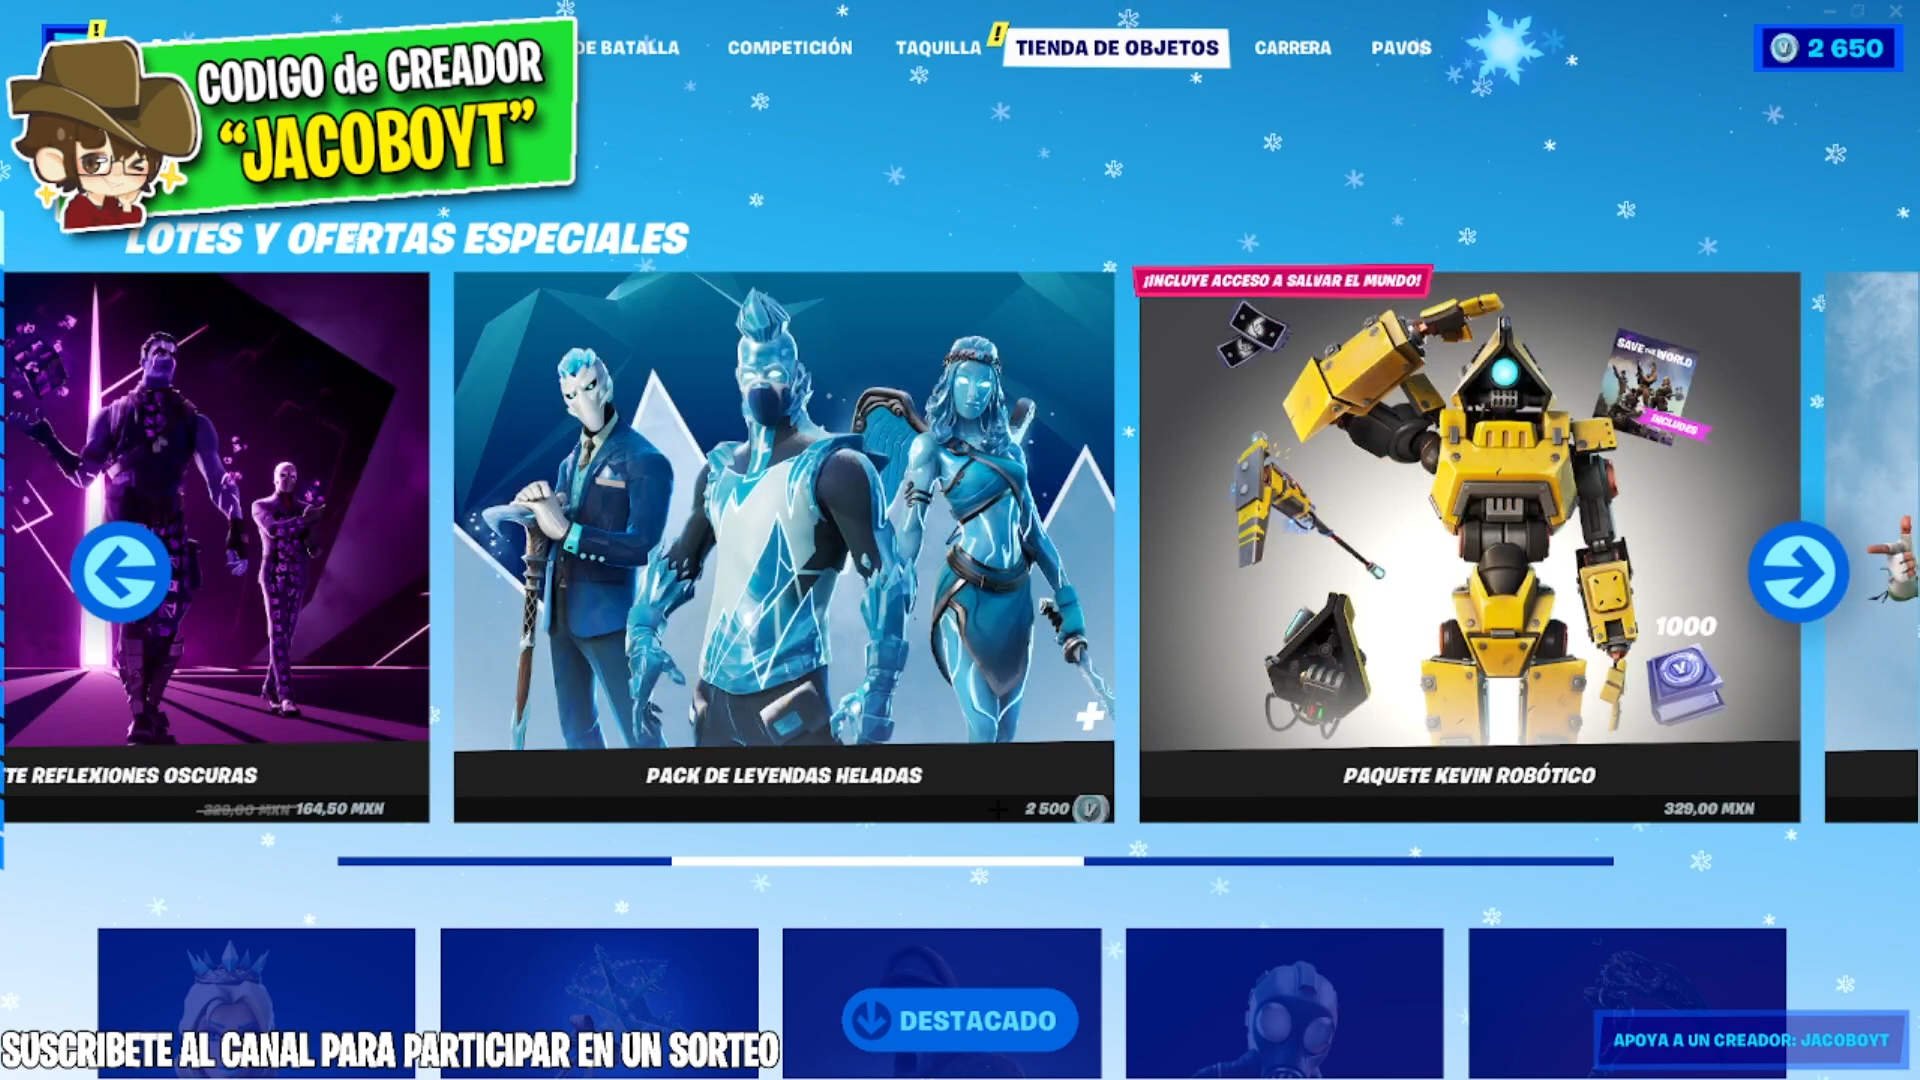 DE BATALLA
COMPETICIÓN
TAQUILLA
!
!
TIENDA DE OBJETOS
CARRERA
PAVOS
2 650
CODIGO de CREADOR
“JACOBOYT”
LOTES Y OFERTAS ESPECIALES
¡INCLUYE ACCESO A SALVAR EL MUNDO!
SAVE THE WORLD
INCLUDES
1000
TE REFLEXIONES OSCURAS
329,00 MXN 164,50 MXN
PACK DE LEYENDAS HELADAS
2 500
PAQUETE KEVIN ROBÓTICO
329,00 MXN
DESTACADO
SUSCRIBETE AL CANAL PARA PARTICIPAR EN UN SORTEO
APOYA A UN CREADOR: JACOBOYT